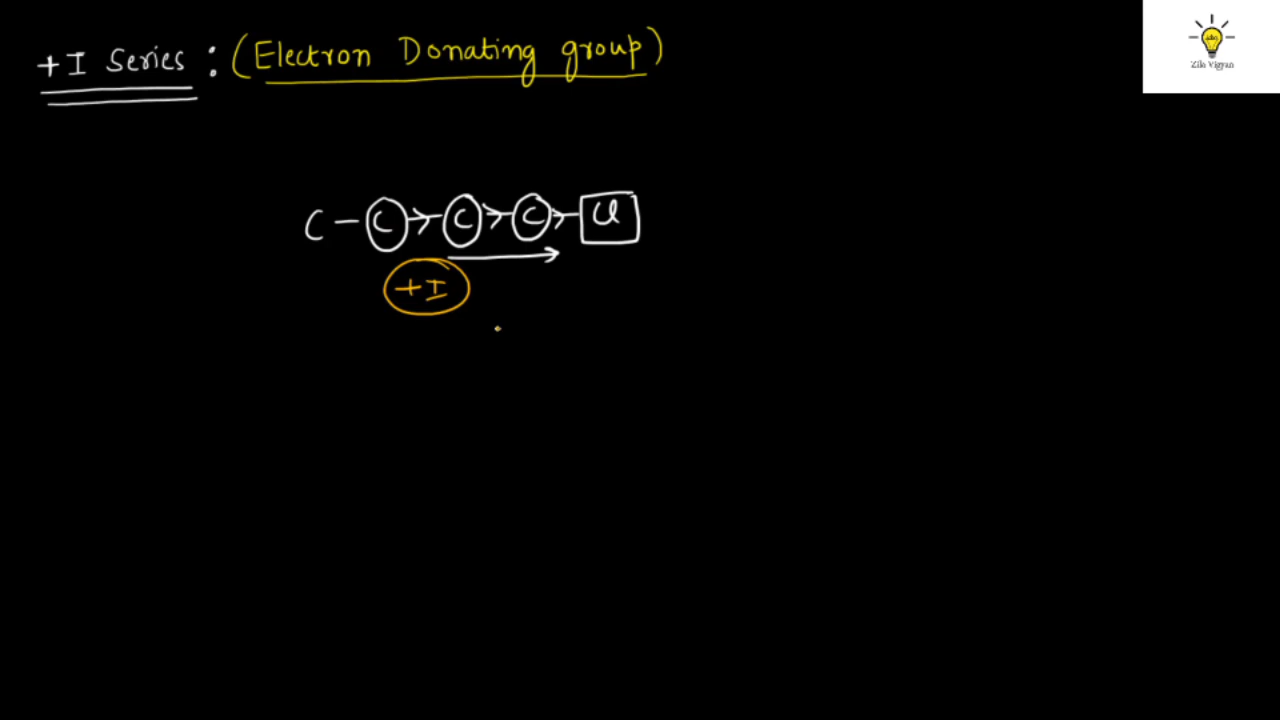 +I Series : (Electron Donating group)
C - C > C > C > Cl
+I
Zila Vigyan